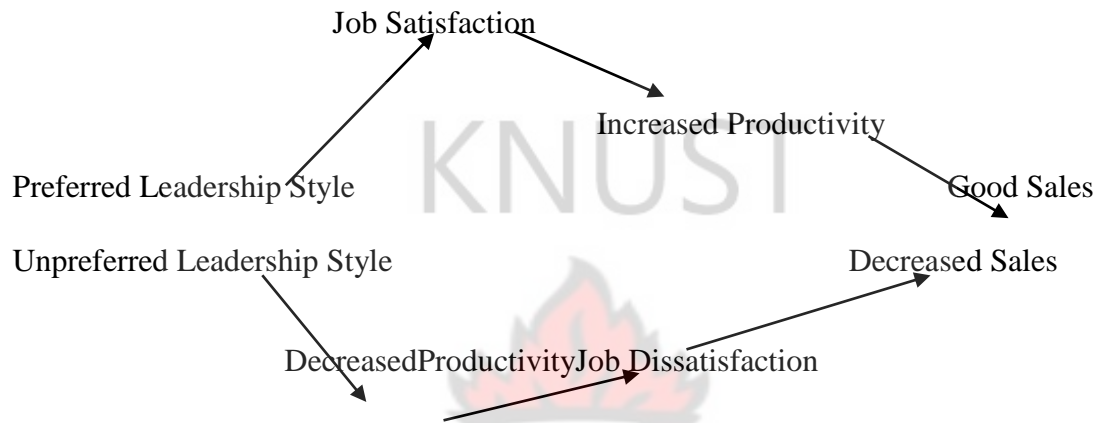 Job Satisfaction
Increased Productivity
KNUST
Preferred Leadership Style Good Sales
Unpreferred Leadership Style Decreased Sales
DecreasedProductivityJob Dissatisfaction